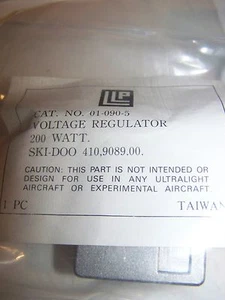 LLP
CAT. NO. 01-090-5
VOLTAGE REGULATOR
200 WATT.
SKI-DOO 410,9089.00.
CAUTION: THIS PART IS NOT INTENDED OR
DESIGN FOR USE IN ANY ULTRALIGHT
AIRCRAFT OR EXPERIMENTAL AIRCRAFT.
1 PC TAIWAN